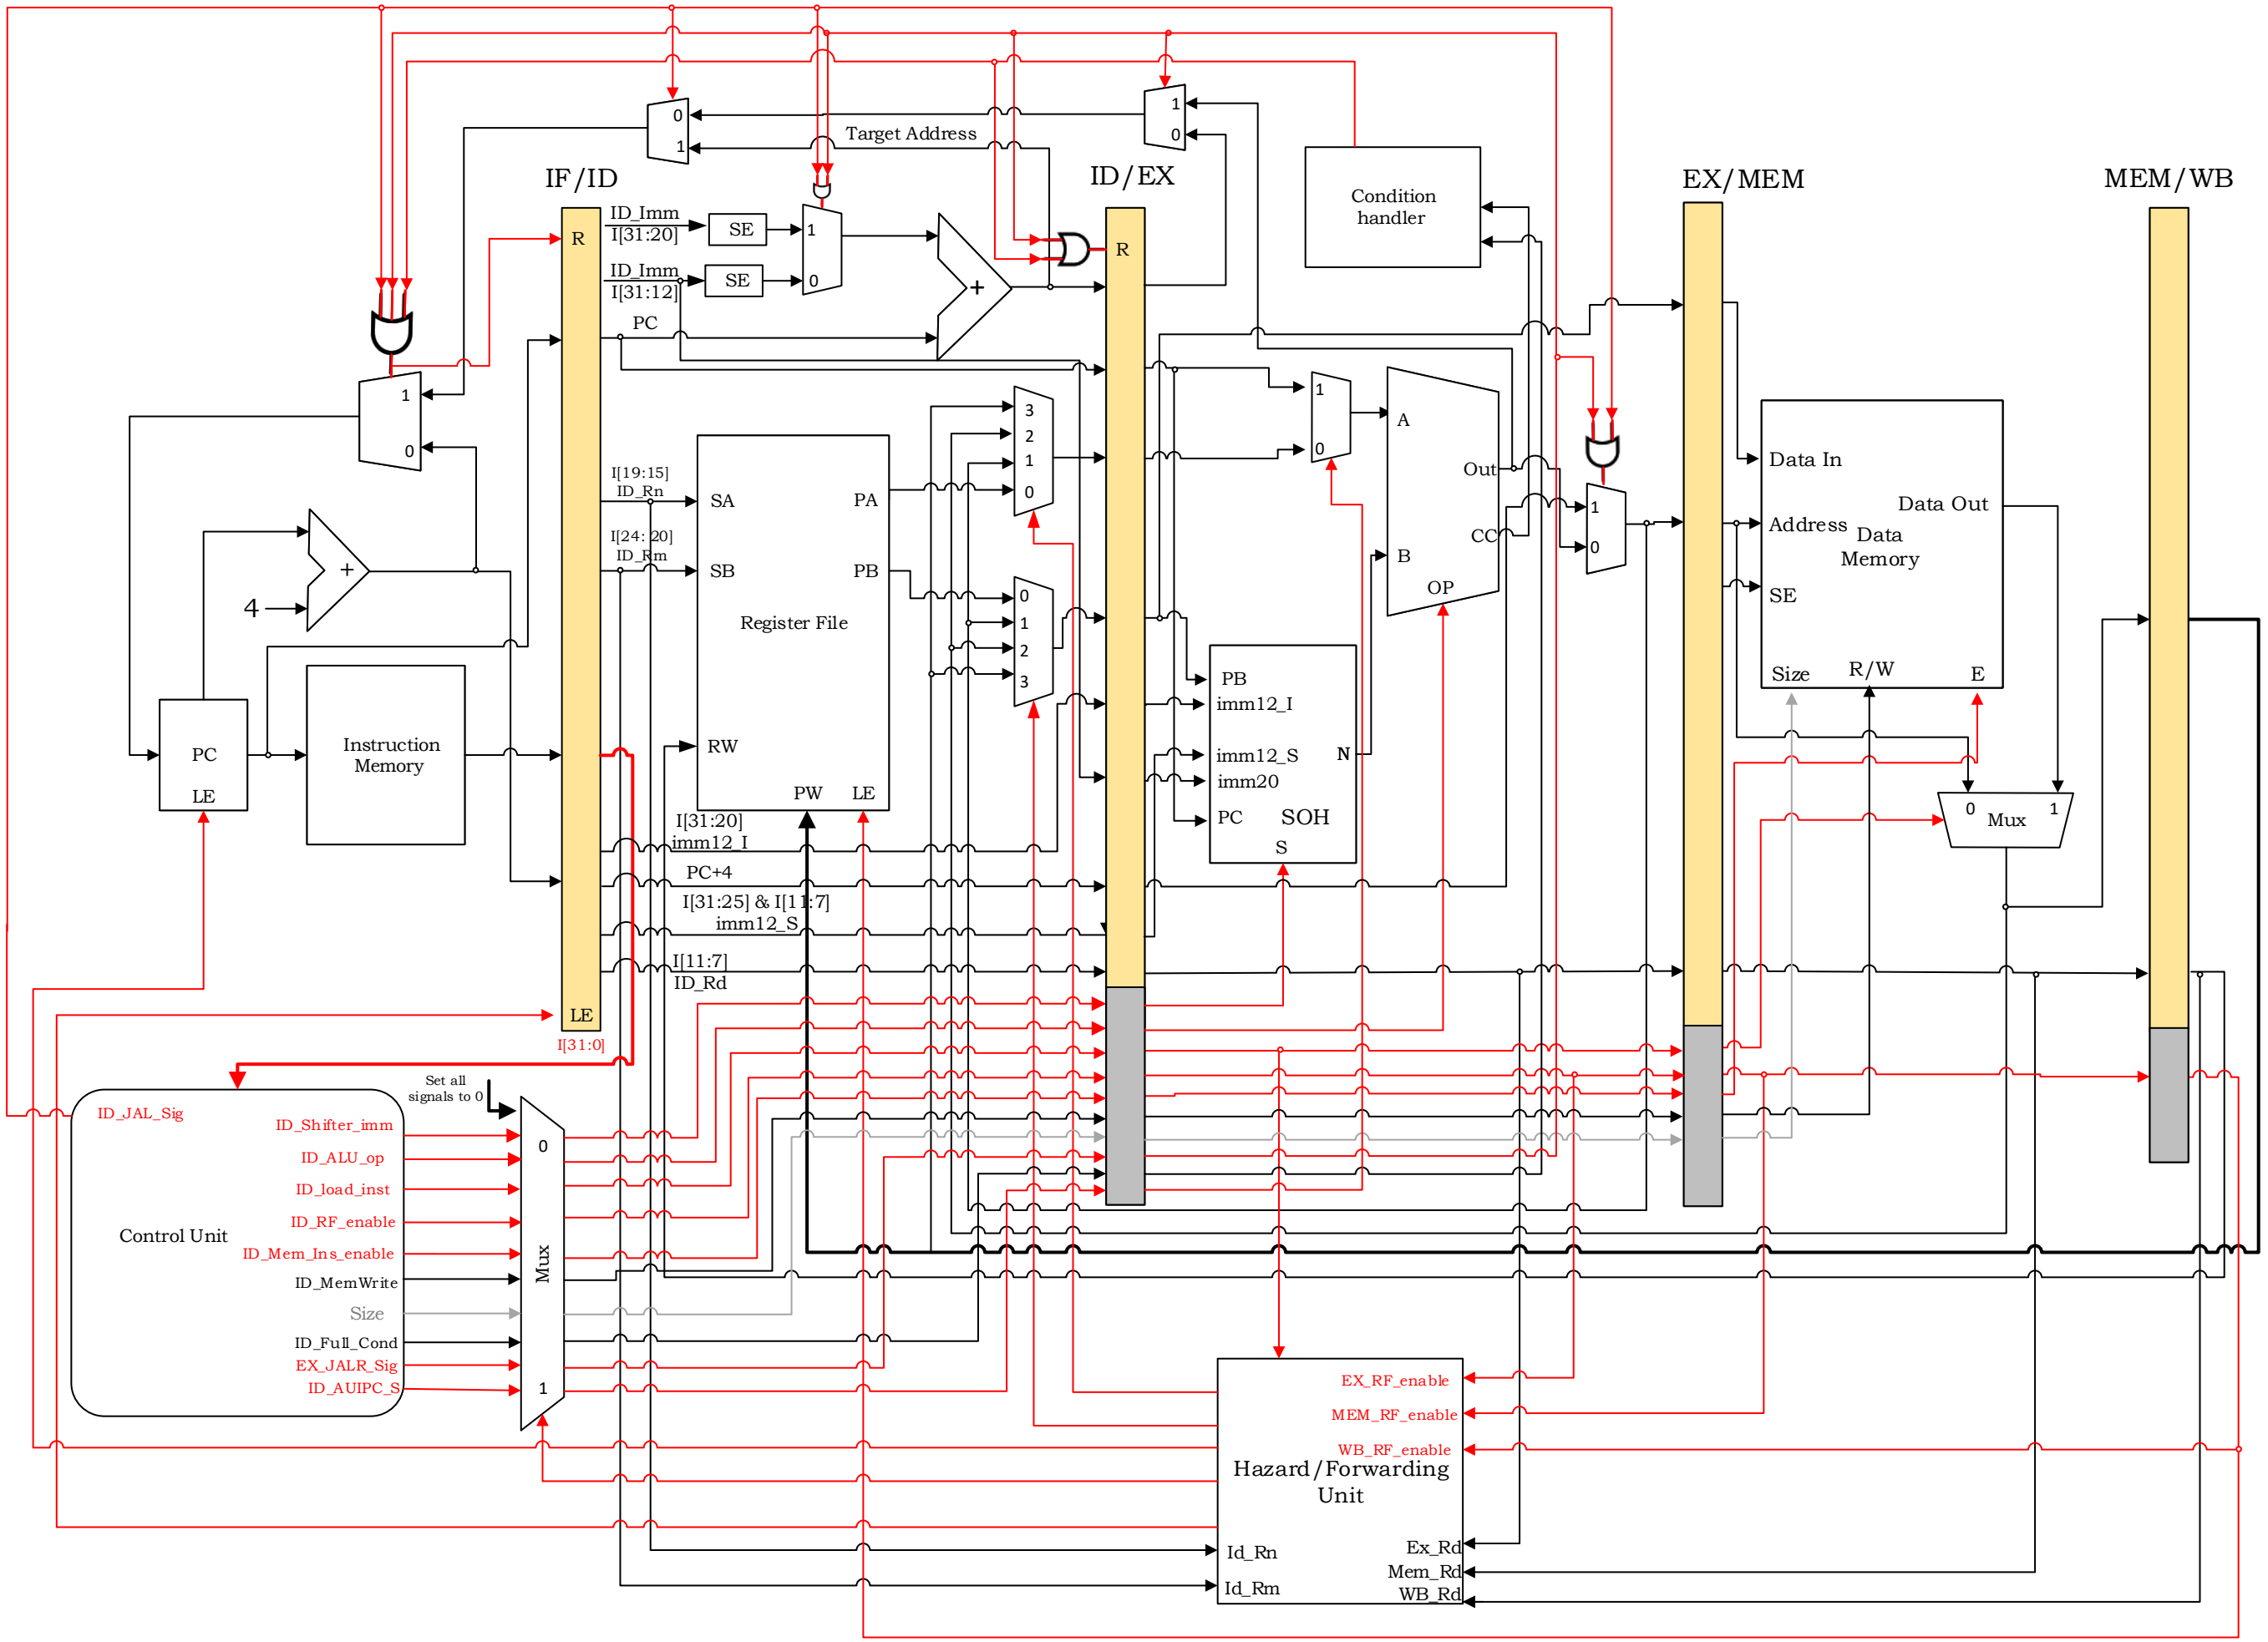 0
1
Target Address
1
0
IF/ID
ID/EX
EX/MEM
MEM/WB
Condition
handler
ID_Imm
I[31:20]
SE
ID_Imm
I[31:12]
SE
1
0
+
R
R
PC
1
0
3
2
1
0
1
0
A
B
Out
CC
OP
1
0
Data In
Data Out
Address
Data
Memory
SE
Size
R/W
E
I[19:15]
ID_Rn
I[24: 20]
ID_Rm
SA
PA
SB
PB
Register File
RW
PW
LE
0
1
2
3
+
4
PC
LE
Instruction
Memory
PB
imm12_I
imm12_S
N
imm20
PC
SOH
S
0
Mux
1
I[31:20]
imm12_I
PC+4
I[31:25] & I[11:7]
imm12_S
I[11:7]
ID_Rd
LE
I[31:0]
Set all
signals to 0
ID_JAL_Sig
ID_Shifter_imm
ID_ALU_op
ID_load_inst
ID_RF_enable
Control Unit
ID_Mem_Ins_enable
ID_MemWrite
Size
ID_Full_Cond
EX_JALR_Sig
ID_AUIPC_S
0
Mux
1
EX_RF_enable
MEM_RF_enable
WB_RF_enable
Hazard/Forwarding
Unit
Id_Rn
Id_Rm
Ex_Rd
Mem_Rd
WB_Rd